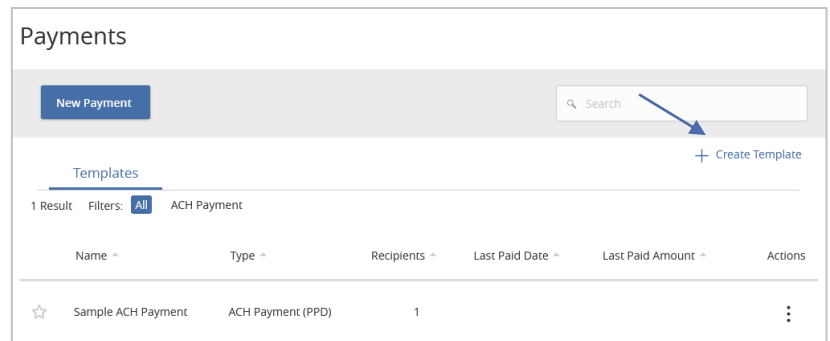 Payments
New Payment
Search
Create Template
Templates
1 Result Filters: All ACH Payment
Name Type Recipients Last Paid Date Last Paid Amount Actions
Sample ACH Payment ACH Payment (PPD) 1